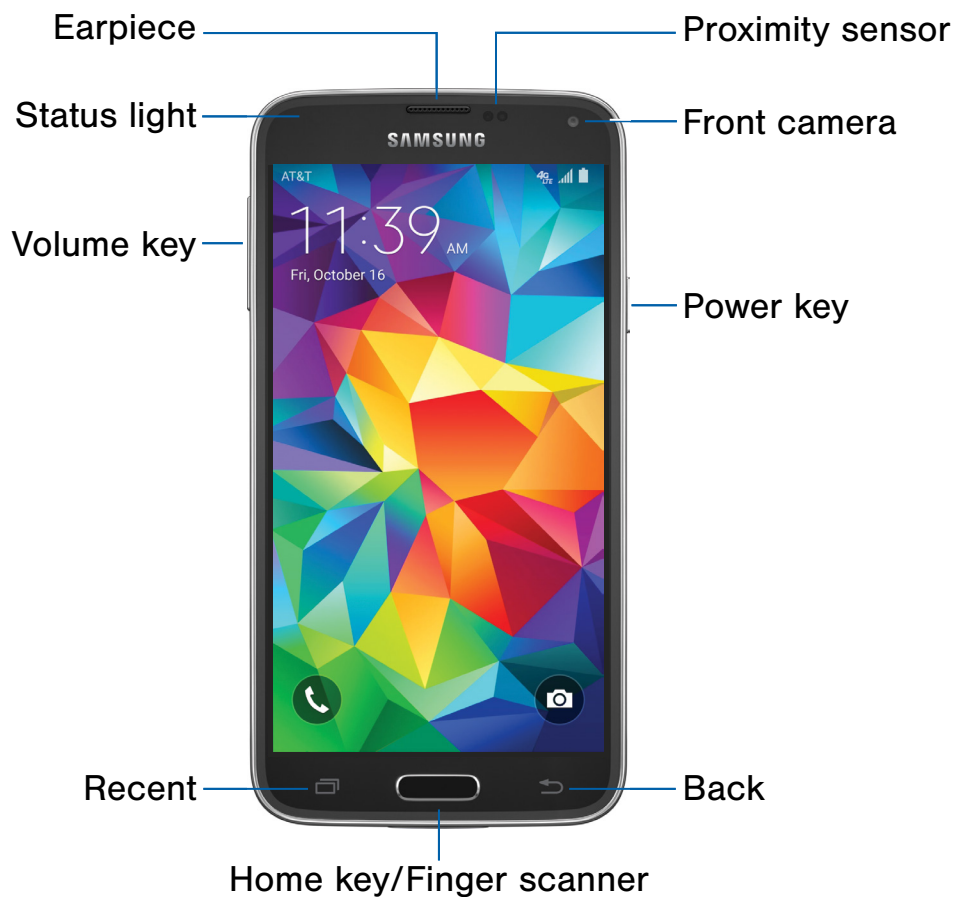 Earpiece
Proximity sensor
Status light
Front camera
SAMSUNG
AT&T
4G LTE
11:39 AM
Fri, October 16
Volume key
Power key
Recent
Back
Home key/Finger scanner